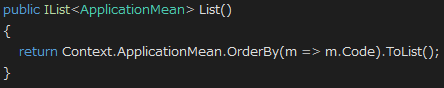 public IList<ApplicationMean> List()
{
return Context.ApplicationMean.OrderBy(m => m.Code).ToList();
}